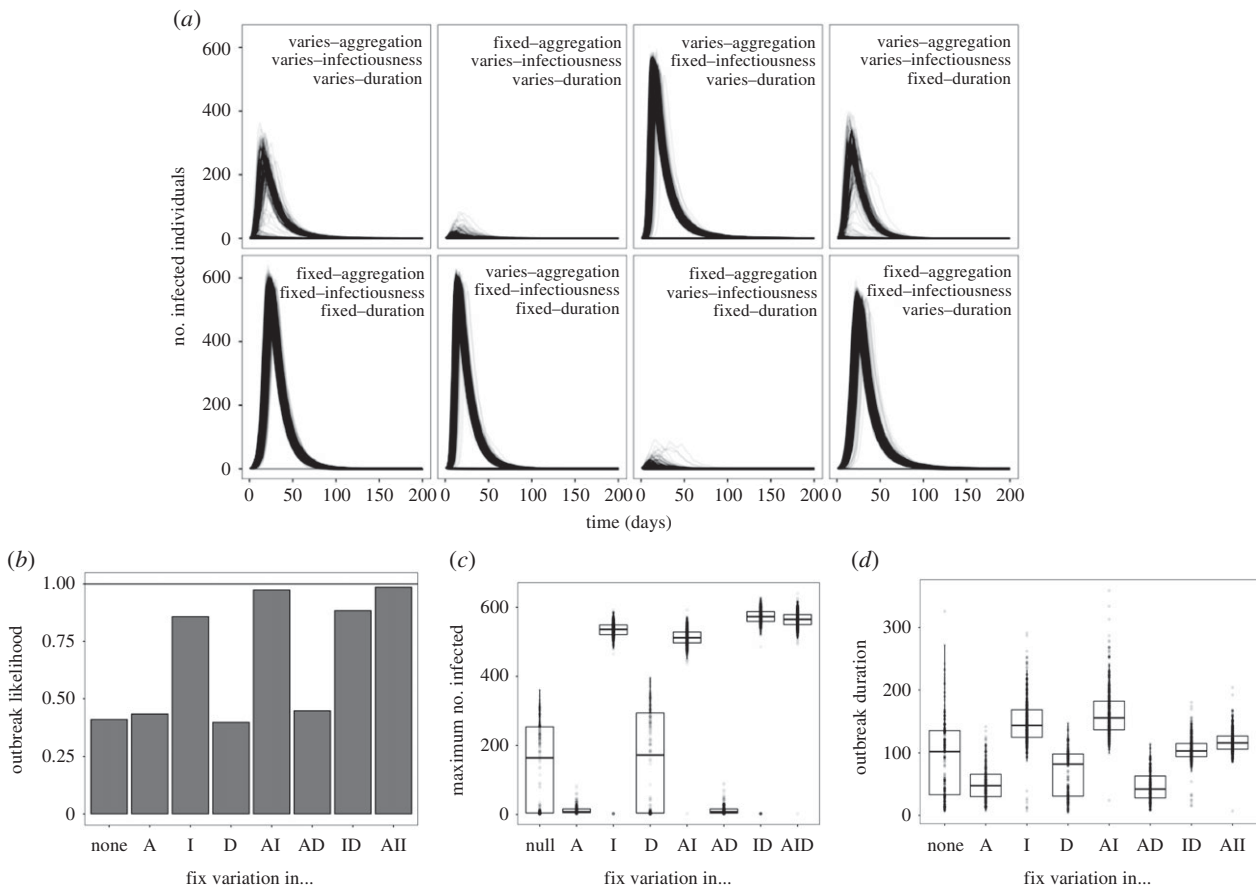 (a)
varies–aggregation
varies–infectiousness
varies–duration
fixed–aggregation
varies–infectiousness
varies–duration
varies–aggregation
fixed–infectiousness
varies–duration
varies–aggregation
varies–infectiousness
fixed–duration
600
400
200
0
no. infected individuals
fixed–aggregation
fixed–infectiousness
fixed–duration
varies–aggregation
fixed–infectiousness
fixed–duration
fixed–aggregation
varies–infectiousness
fixed–duration
fixed–aggregation
fixed–infectiousness
varies–duration
600
400
200
0
0 50 100 150 200
0 50 100 150 200
0 50 100 150 200
0 50 100 150 200
time (days)
(b)
outbreak likelihood
1.00
0.75
0.50
0.25
0
none A I D AI AD ID AII
fix variation in...
(c)
maximum no. infected
600
400
200
0
null A I D AI AD ID AID
fix variation in...
(d)
outbreak duration
300
200
100
0
none A I D AI AD ID AII
fix variation in...